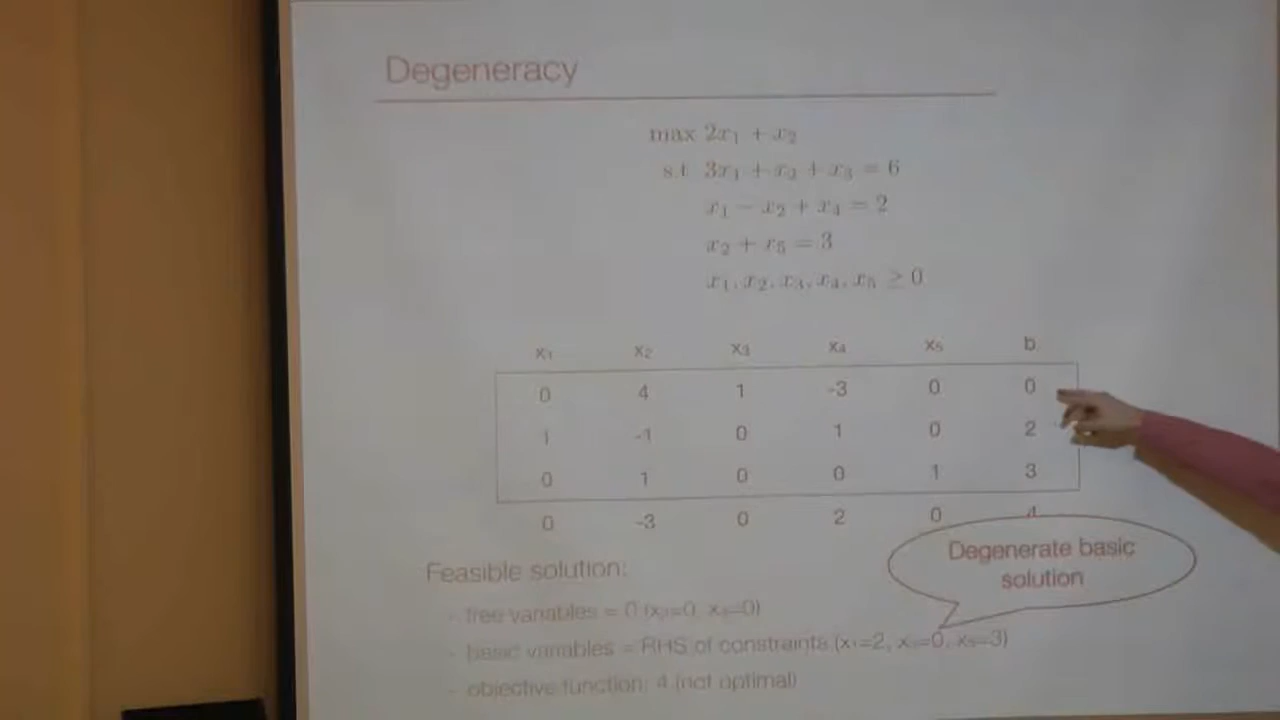 Degeneracy
max 2x₁ + x₂
s.t. 3x₁ + x₂ + x₃ = 6
x₁ − x₂ + x₄ = 2
x₂ + x₅ = 3
x₁, x₂, x₃, x₄, x₅ ≥ 0
x₁ x₂ x₃ x₄ x₅ b
0 4 1 -3 0 0
1 -1 0 1 0 2
0 1 0 0 1 3
0 -3 0 2 0 4
Degenerate basic
solution
Feasible solution:
- free variables = 0 (x₂=0, x₄=0)
- basic variables = RHS of constraints (x₁=2, x₃=0, x₅=3)
- objective function: 4 (not optimal)